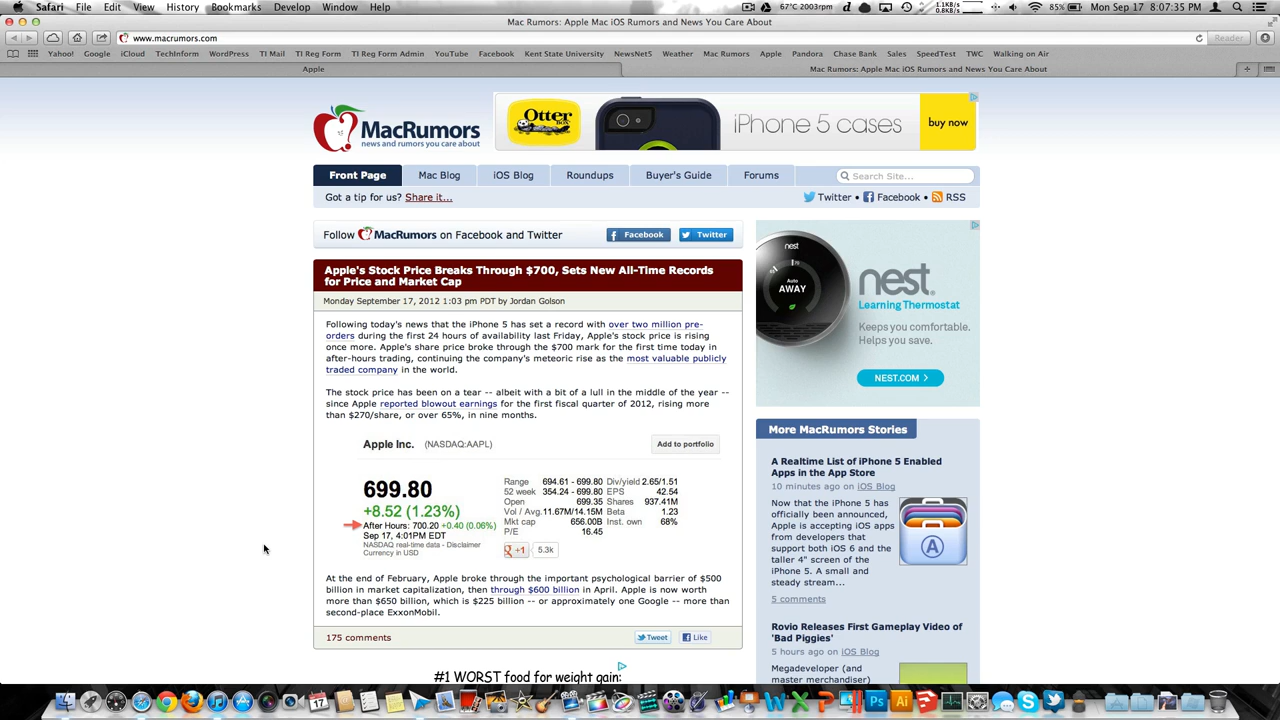 Safari File Edit View History Bookmarks Develop Window Help
1.1KB 0.8KB/s 67°C 2003rpm 85% Mon Sep 17 8:07:35 PM
Mac Rumors: Apple Mac iOS Rumors and News You Care About
www.macrumors.com Reader
Yahoo! Google iCloud TechInform WordPress TI Mail TI Reg Form TI Reg Form Admin YouTube Facebook Kent State University NewsNet5 Weather Mac Rumors Apple Pandora Chase Bank Sales SpeedTest TWC Walking on Air
Apple Mac Rumors: Apple Mac iOS Rumors and News You Care About
MacRumors
news and rumors you care about
Otter BOX iPhone 5 cases buy now
Front Page Mac Blog iOS Blog Roundups Buyer's Guide Forums Search Site...
Got a tip for us? Share it... Twitter • Facebook • RSS
Follow MacRumors on Facebook and Twitter Facebook Twitter
Apple's Stock Price Breaks Through $700, Sets New All-Time Records
for Price and Market Cap
Monday September 17, 2012 1:03 pm PDT by Jordan Golson
Following today's news that the iPhone 5 has set a record with over two million pre-
orders during the first 24 hours of availability last Friday, Apple's stock price is rising
once more. Apple's share price broke through the $700 mark for the first time today in
after-hours trading, continuing the company's meteoric rise as the most valuable publicly
traded company in the world.
The stock price has been on a tear -- albeit with a bit of a lull in the middle of the year --
since Apple reported blowout earnings for the first fiscal quarter of 2012, rising more
than $270/share, or over 65%, in nine months.
Apple Inc. (NASDAQ:AAPL) Add to portfolio
699.80
+8.52 (1.23%)
After Hours: 700.20 +0.40 (0.06%)
Sep 17, 4:01PM EDT
NASDAQ real-time data - Disclaimer
Currency in USD
Range 694.61 - 699.80 Div/yield 2.65/1.51
52 week 354.24 - 699.80 EPS 42.54
Open 699.35 Shares 937.41M
Vol / Avg. 11.67M/14.15M Beta 1.23
Mkt cap 656.00B Inst. own 68%
P/E 16.45
+1 5.3k
At the end of February, Apple broke through the important psychological barrier of $500
billion in market capitalization, then through $600 billion in April. Apple is now worth
more than $650 billion, which is $225 billion -- or approximately one Google -- more than
second-place ExxonMobil.
175 comments Tweet Like
#1 WORST food for weight gain:
nest
Auto
AWAY
nest
Learning Thermostat
Keeps you comfortable.
Helps you save.
NEST.COM
More MacRumors Stories
A Realtime List of iPhone 5 Enabled
Apps in the App Store
10 minutes ago on iOS Blog
Now that the iPhone 5 has
officially been announced,
Apple is accepting iOS apps
from developers that
support both iOS 6 and the
taller 4" screen of the
iPhone 5. A small and
steady stream...
5 comments
Rovio Releases First Gameplay Video of
'Bad Piggies'
5 hours ago on iOS Blog
Megadeveloper (and
master merchandiser)
17